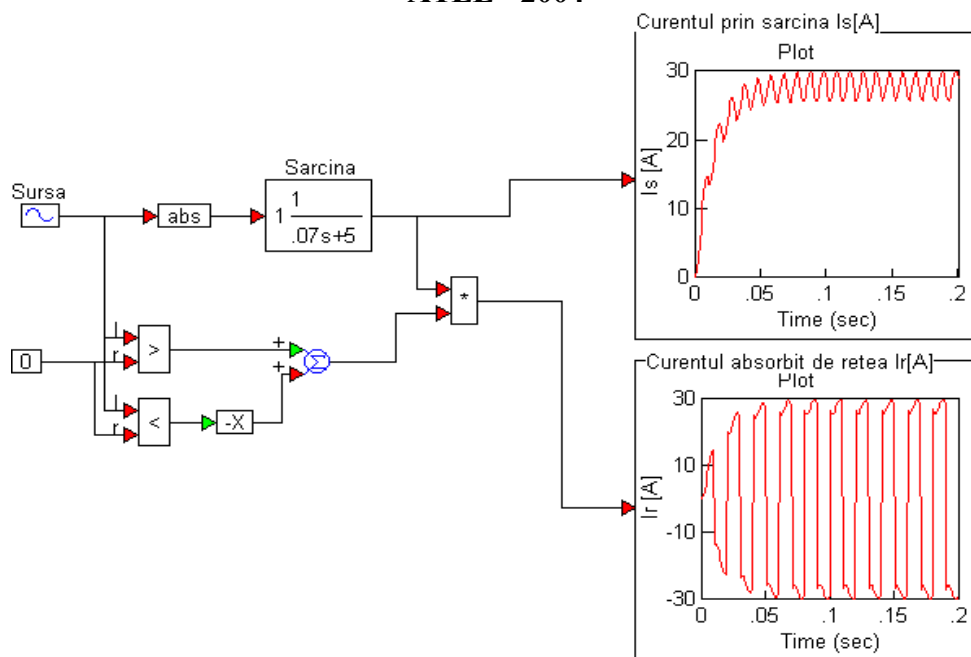 Curentul prin sarcina Is[A]
Plot
30
20
10
0
Is [A]
0 .05 .1 .15 .2
Time (sec)
Sarcina
Sursa
abs
1 1
.07s+5
*
0
l
r
>
+
+
Σ
l
r
<
-X
Curentul absorbit de retea Ir[A]
Plot
30
10
-10
-30
Ir [A]
0 .05 .1 .15 .2
Time (sec)